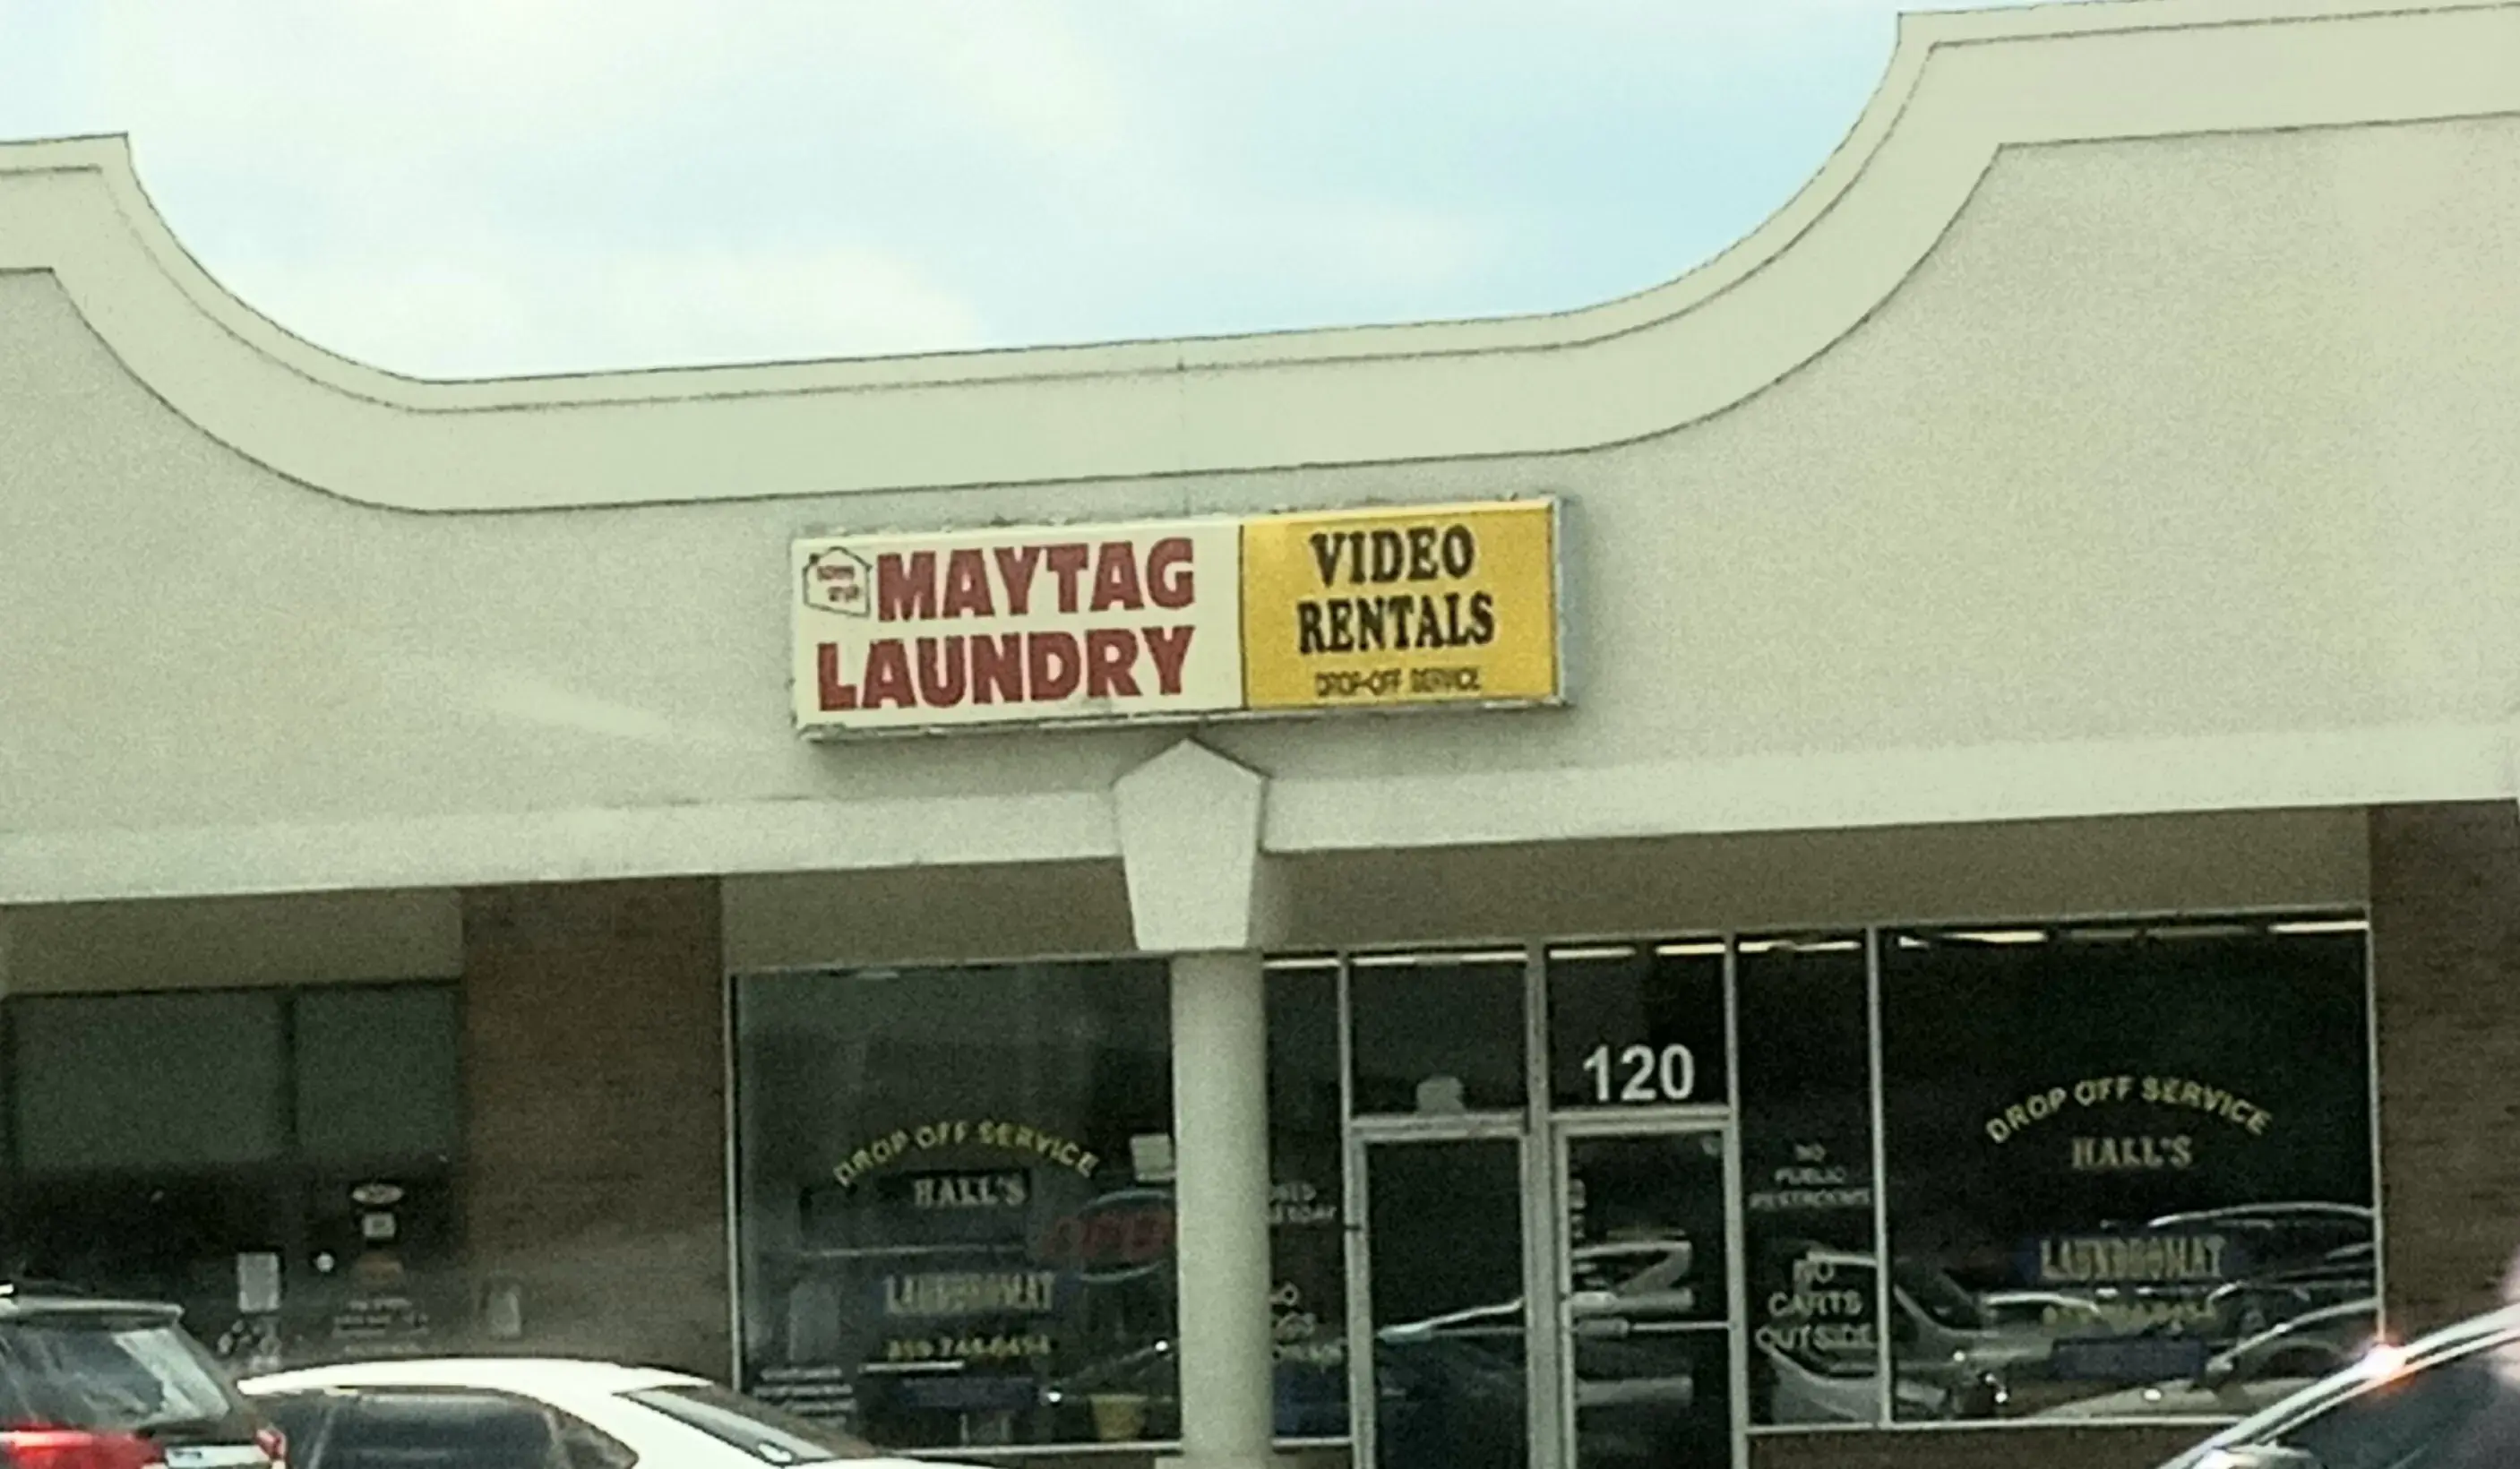 MAYTAG
LAUNDRY
VIDEO
RENTALS
DROP-OFF SERVICE
120
DROP OFF SERVICE
HALL'S
LAUNDROMAT
NO
PUBLIC
RESTROOMS
NO
CARTS
OUTSIDE
DROP OFF SERVICE
HALL'S
LAUNDROMAT